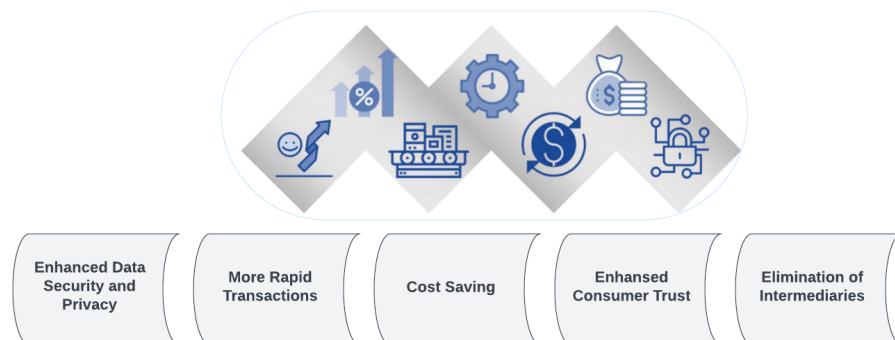 %
$
$
Enhanced Data
Security and
Privacy
More Rapid
Transactions
Cost Saving
Enhansed
Consumer Trust
Elimination of
Intermediaries